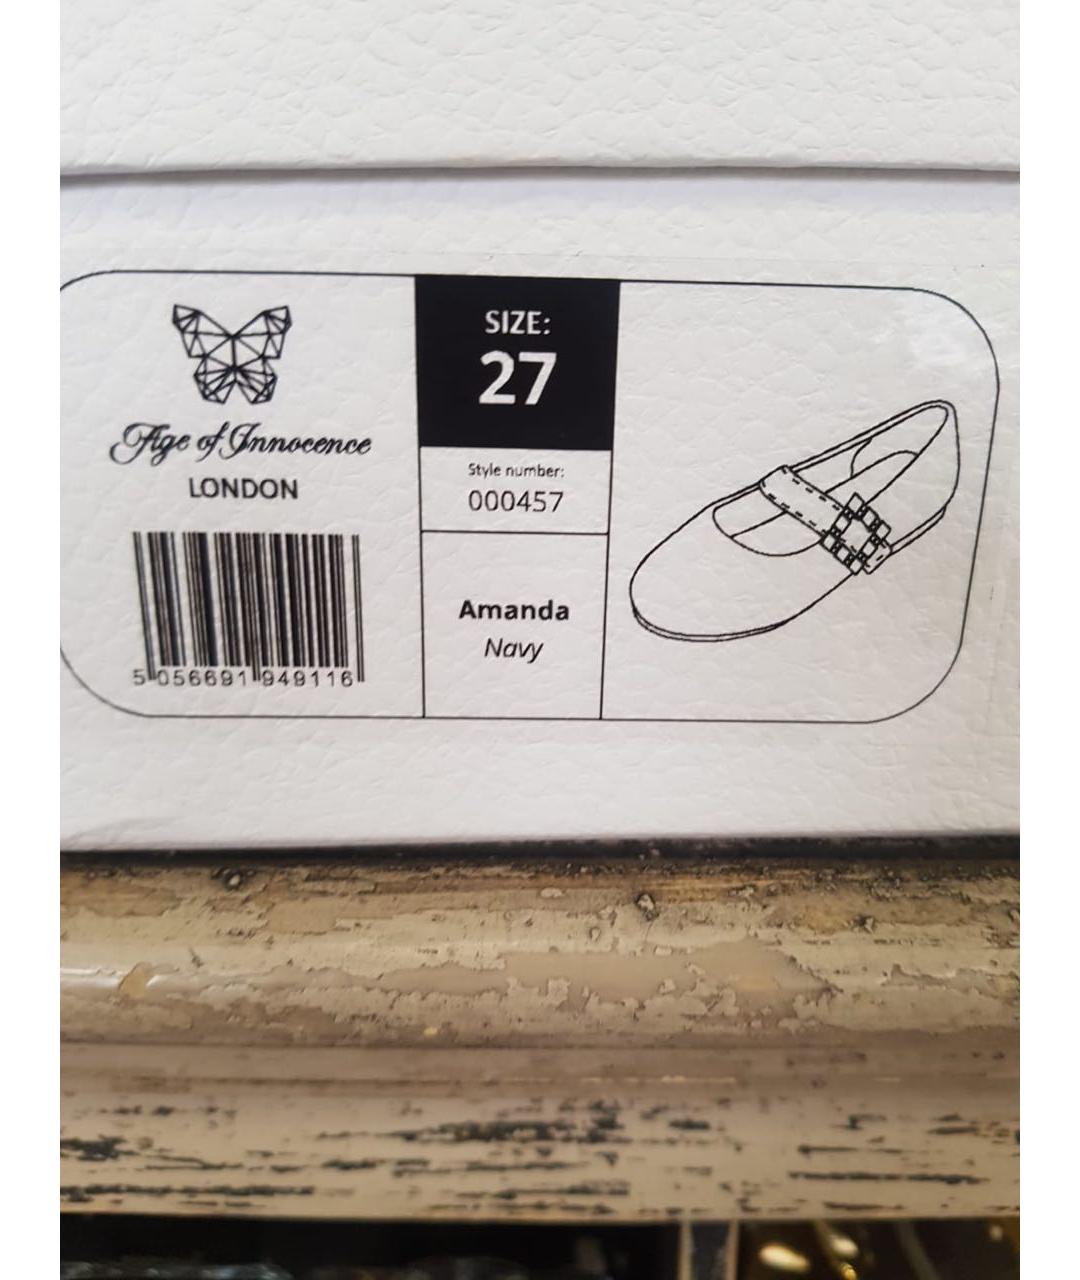 Age of Innocence
LONDON
5 056691 949116
SIZE:
27
Style number:
000457
Amanda
Navy